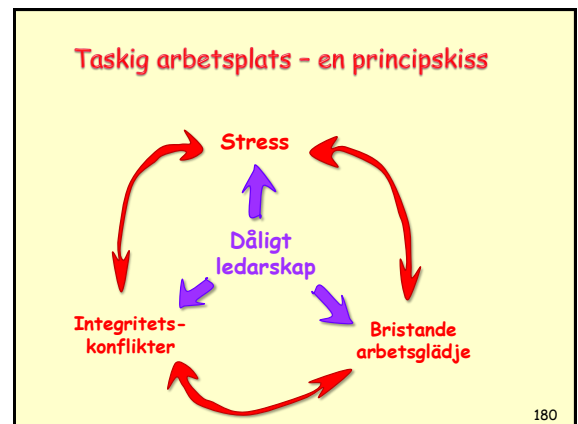 Taskig arbetsplats – en principskiss
Stress
Dåligt
ledarskap
Integritets-
konflikter
Bristande
arbetsglädje
180